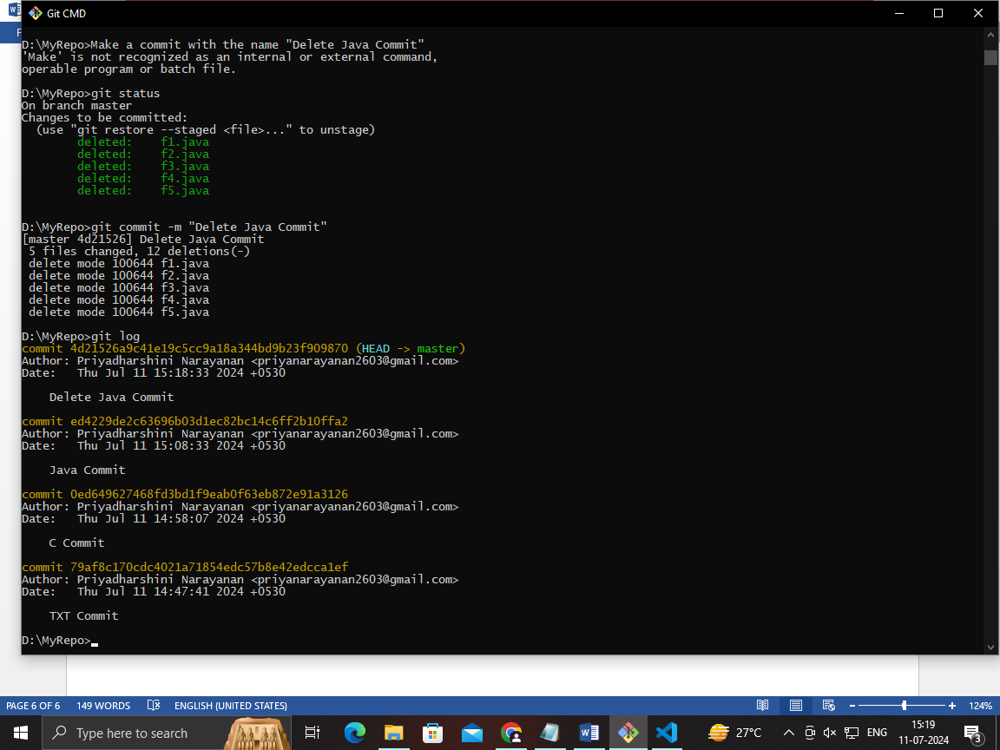 Git CMD
F
D:\MyRepo>Make a commit with the name "Delete Java Commit"
'Make' is not recognized as an internal or external command,
operable program or batch file.
D:\MyRepo>git status
On branch master
Changes to be committed:
  (use "git restore --staged <file>..." to unstage)
        deleted:    f1.java
        deleted:    f2.java
        deleted:    f3.java
        deleted:    f4.java
        deleted:    f5.java
D:\MyRepo>git commit -m "Delete Java Commit"
[master 4d21526] Delete Java Commit
 5 files changed, 12 deletions(-)
 delete mode 100644 f1.java
 delete mode 100644 f2.java
 delete mode 100644 f3.java
 delete mode 100644 f4.java
 delete mode 100644 f5.java
D:\MyRepo>git log
commit 4d21526a9c41e19c5cc9a18a344bd9b23f909870 (HEAD -> master)
Author: Priyadharshini Narayanan <priyanarayanan2603@gmail.com>
Date:   Thu Jul 11 15:18:33 2024 +0530
    Delete Java Commit
commit ed4229de2c63696b03d1ec82bc14c6ff2b10ffa2
Author: Priyadharshini Narayanan <priyanarayanan2603@gmail.com>
Date:   Thu Jul 11 15:08:33 2024 +0530
    Java Commit
commit 0ed649627468fd3bd1f9eab0f63eb872e91a3126
Author: Priyadharshini Narayanan <priyanarayanan2603@gmail.com>
Date:   Thu Jul 11 14:58:07 2024 +0530
    C Commit
commit 79af8c170cdc4021a71854edc57b8e42edcca1ef
Author: Priyadharshini Narayanan <priyanarayanan2603@gmail.com>
Date:   Thu Jul 11 14:47:41 2024 +0530
    TXT Commit
D:\MyRepo>
PAGE 6 OF 6 149 WORDS ENGLISH (UNITED STATES) 124%
Type here to search 27°C ENG 15:19
11-07-2024 3